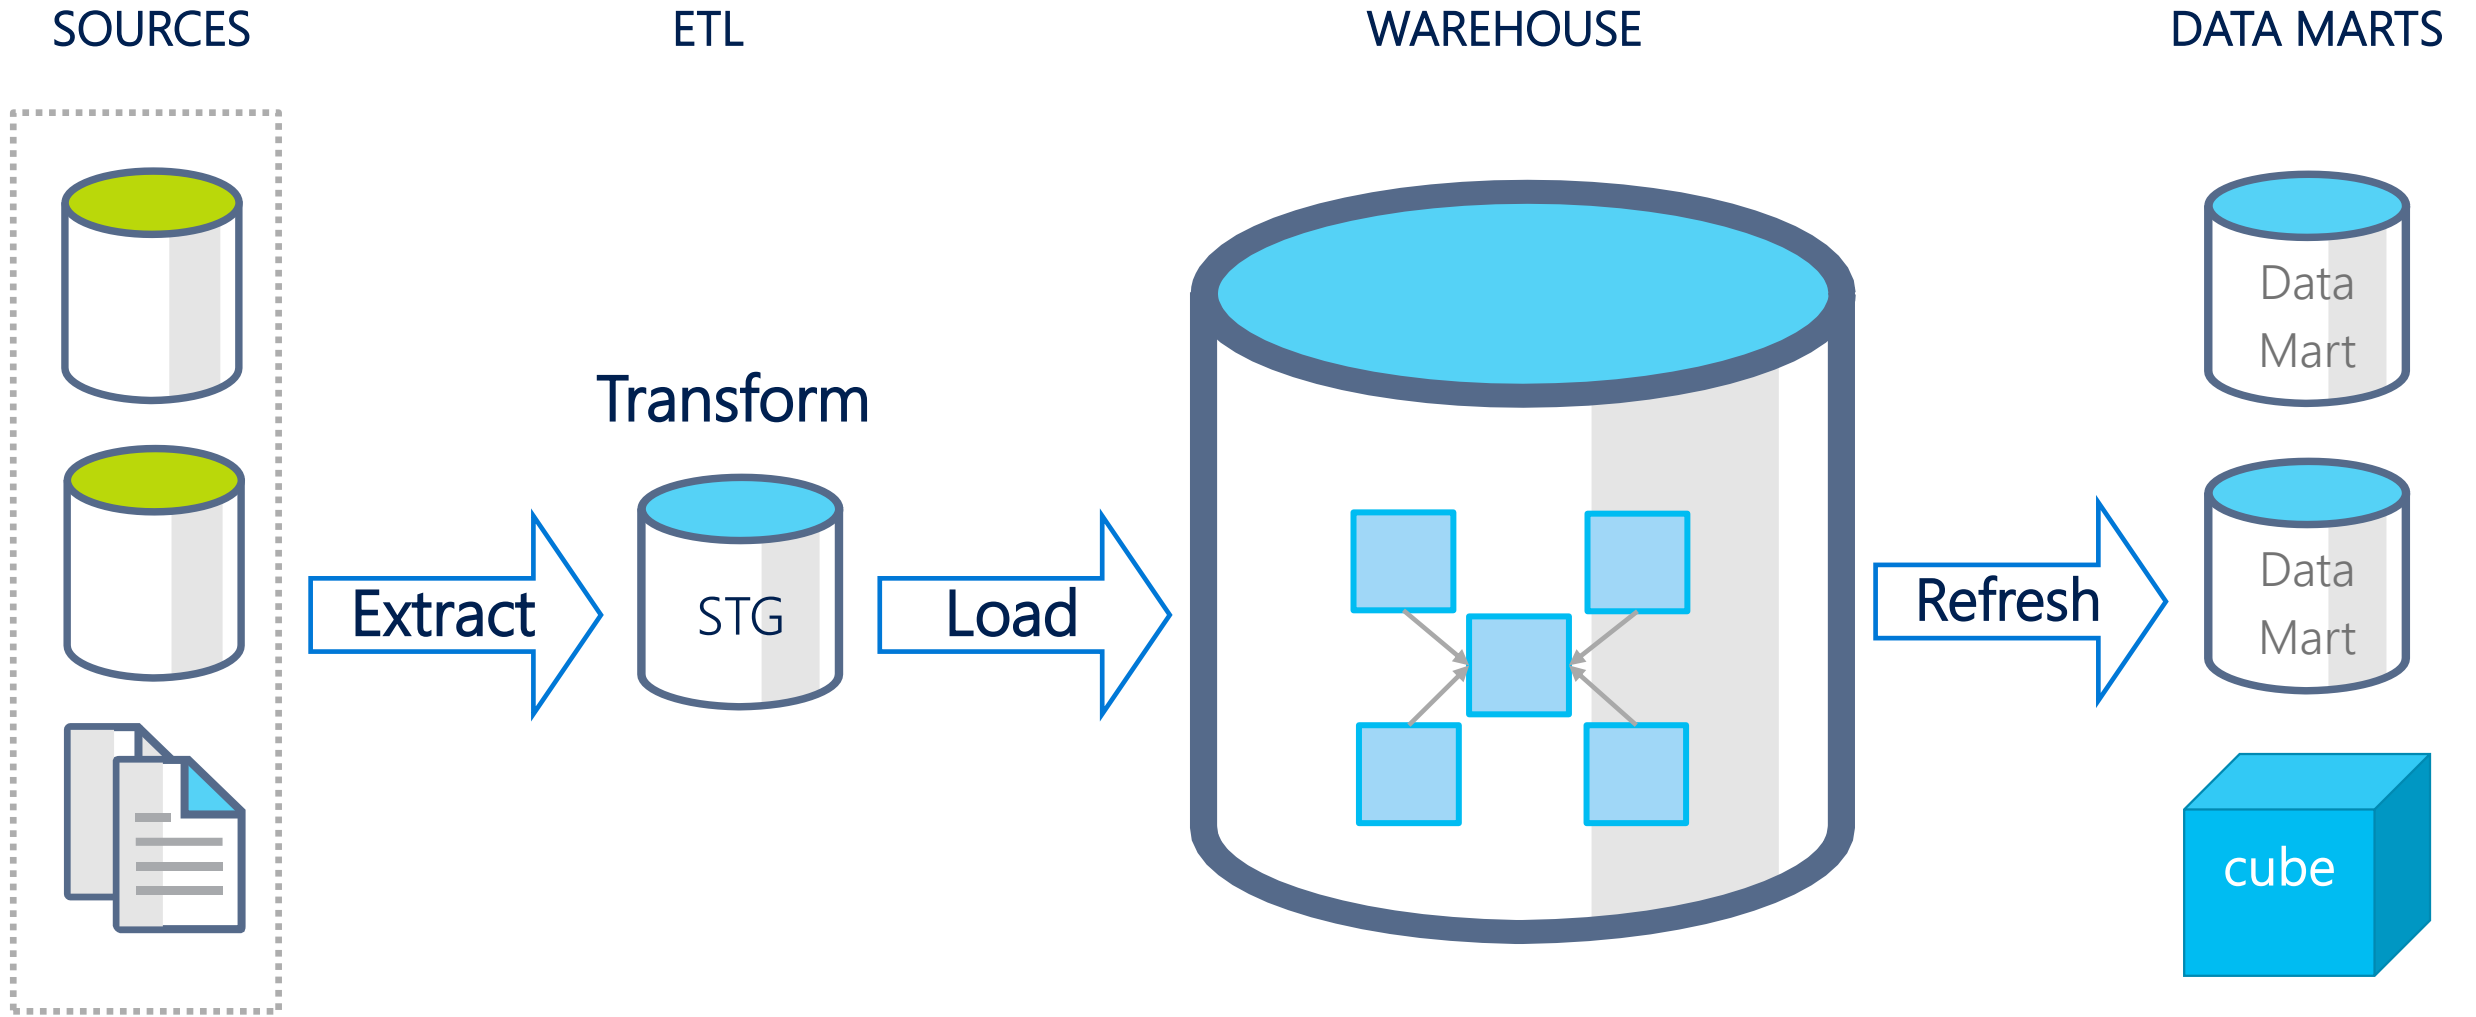 SOURCES
ETL
WAREHOUSE
DATA MARTS
Extract
Transform
STG
Load
Refresh
Data
Mart
Data
Mart
cube